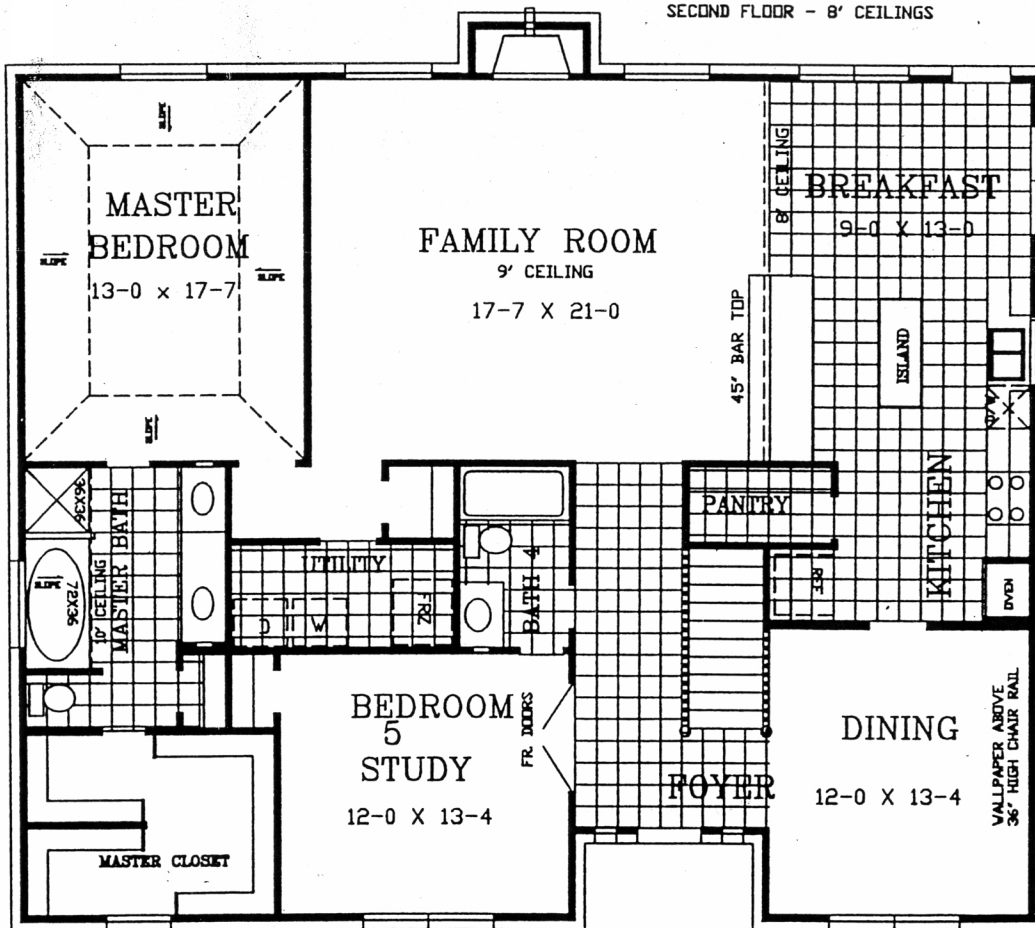 SECOND FLOOR - 8' CEILINGS
SLOPE
MASTER
BEDROOM
13-0 x 17-7
SLOPE
SLOPE
SLOPE
FAMILY ROOM
9' CEILING
17-7 X 21-0
8' CEILING
BREAKFAST
9-0 X 13-0
45" BAR TOP
ISLAND
D/W
KITCHEN
OVEN
PANTRY
REF
36X36
72X36
SLOPE
10' CEILING
MASTER BATH
UTILITY
D
W
FRZ
BATH 4
BEDROOM
5
STUDY
12-0 X 13-4
FR. DOORS
FOYER
DINING
12-0 X 13-4
WALLPAPER ABOVE
36" HIGH CHAIR RAIL
MASTER CLOSET